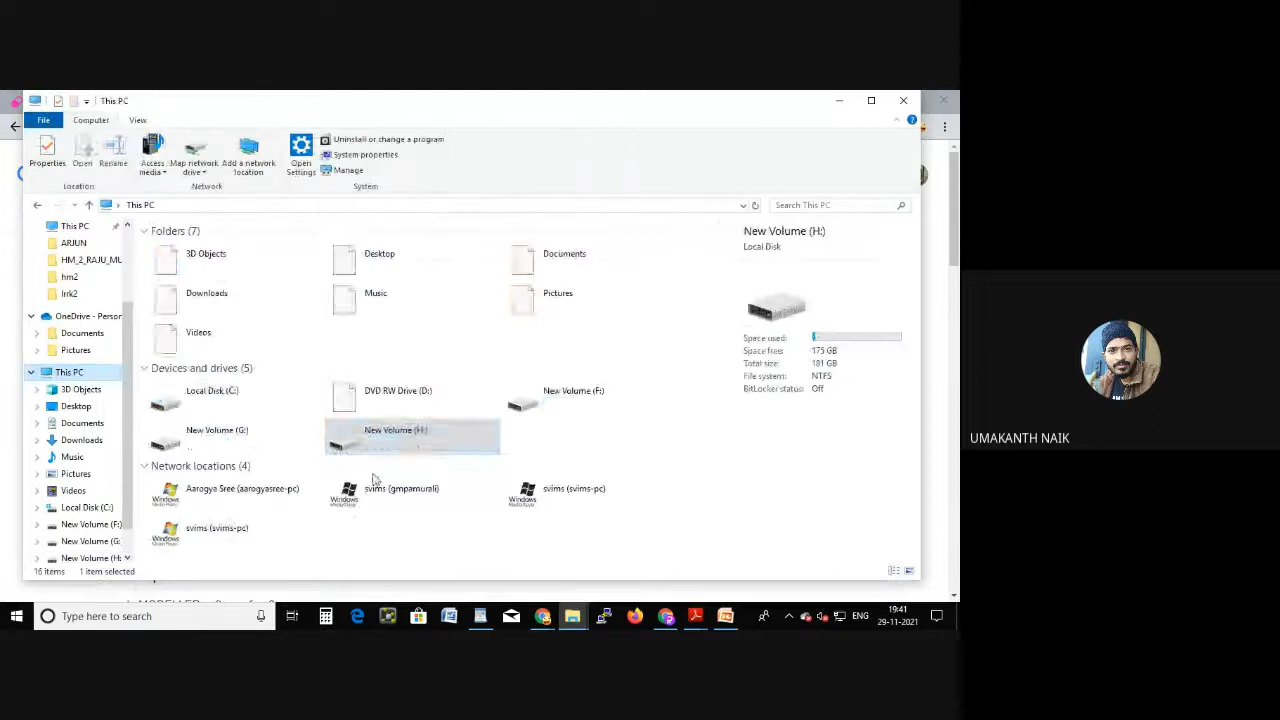 This PC
File
Computer
View
Properties
Open
Rename
Access media
Map network drive
Add a network location
Open Settings
Uninstall or change a program
System properties
Manage
Location
Network
System
This PC
Search This PC
This PC
ARJUN
HM_2_RAJU_MU
hm2
lrrk2
OneDrive - Person
Documents
Pictures
This PC
3D Objects
Desktop
Documents
Downloads
Music
Pictures
Videos
Local Disk (C:)
New Volume (F:)
New Volume (G:
New Volume (H:
Folders (7)
3D Objects
Desktop
Documents
Downloads
Music
Pictures
Videos
Devices and drives (5)
Local Disk (C:)
DVD RW Drive (D:)
New Volume (F:)
New Volume (G:)
New Volume (H:)
Network locations (4)
Aarogya Sree (aarogyasree-pc)
svims (gmpamurali)
svims (svims-pc)
svims (svims-pc)
New Volume (H:)
Local Disk
Space used:
Space free: 175 GB
Total size: 181 GB
File system: NTFS
BitLocker status: Off
16 items 1 item selected
Type here to search
ENG
19:41
29-11-2021
UMAKANTH NAIK